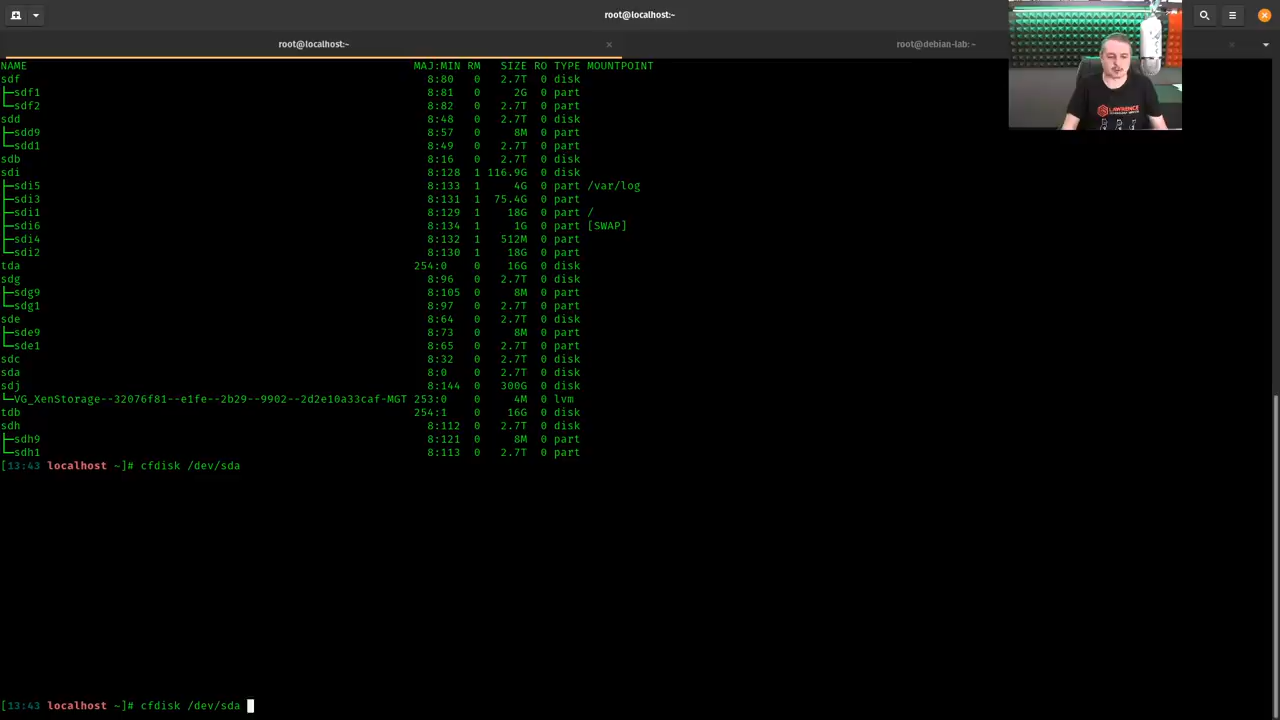 root@localhost:~
root@localhost:~
root@debian-lab: ~
NAME MAJ:MIN RM SIZE RO TYPE MOUNTPOINT
sdf 8:80 0 2.7T 0 disk
├─sdf1 8:81 0 2G 0 part
└─sdf2 8:82 0 2.7T 0 part
sdd 8:48 0 2.7T 0 disk
├─sdd9 8:57 0 8M 0 part
└─sdd1 8:49 0 2.7T 0 part
sdb 8:16 0 2.7T 0 disk
sdi 8:128 1 116.9G 0 disk
├─sdi5 8:133 1 4G 0 part /var/log
├─sdi3 8:131 1 75.4G 0 part
├─sdi1 8:129 1 18G 0 part /
├─sdi6 8:134 1 1G 0 part [SWAP]
├─sdi4 8:132 1 512M 0 part
└─sdi2 8:130 1 18G 0 part
tda 254:0 0 16G 0 disk
sdg 8:96 0 2.7T 0 disk
├─sdg9 8:105 0 8M 0 part
└─sdg1 8:97 0 2.7T 0 part
sde 8:64 0 2.7T 0 disk
├─sde9 8:73 0 8M 0 part
└─sde1 8:65 0 2.7T 0 part
sdc 8:32 0 2.7T 0 disk
sda 8:0 0 2.7T 0 disk
sdj 8:144 0 300G 0 disk
└─VG_XenStorage--32076f81--e1fe--2b29--9902--2d2e10a33caf-MGT 253:0 0 4M 0 lvm
tdb 254:1 0 16G 0 disk
sdh 8:112 0 2.7T 0 disk
├─sdh9 8:121 0 8M 0 part
└─sdh1 8:113 0 2.7T 0 part
[13:43 localhost ~]# cfdisk /dev/sda
[13:43 localhost ~]# cfdisk /dev/sda
LAWRENCE